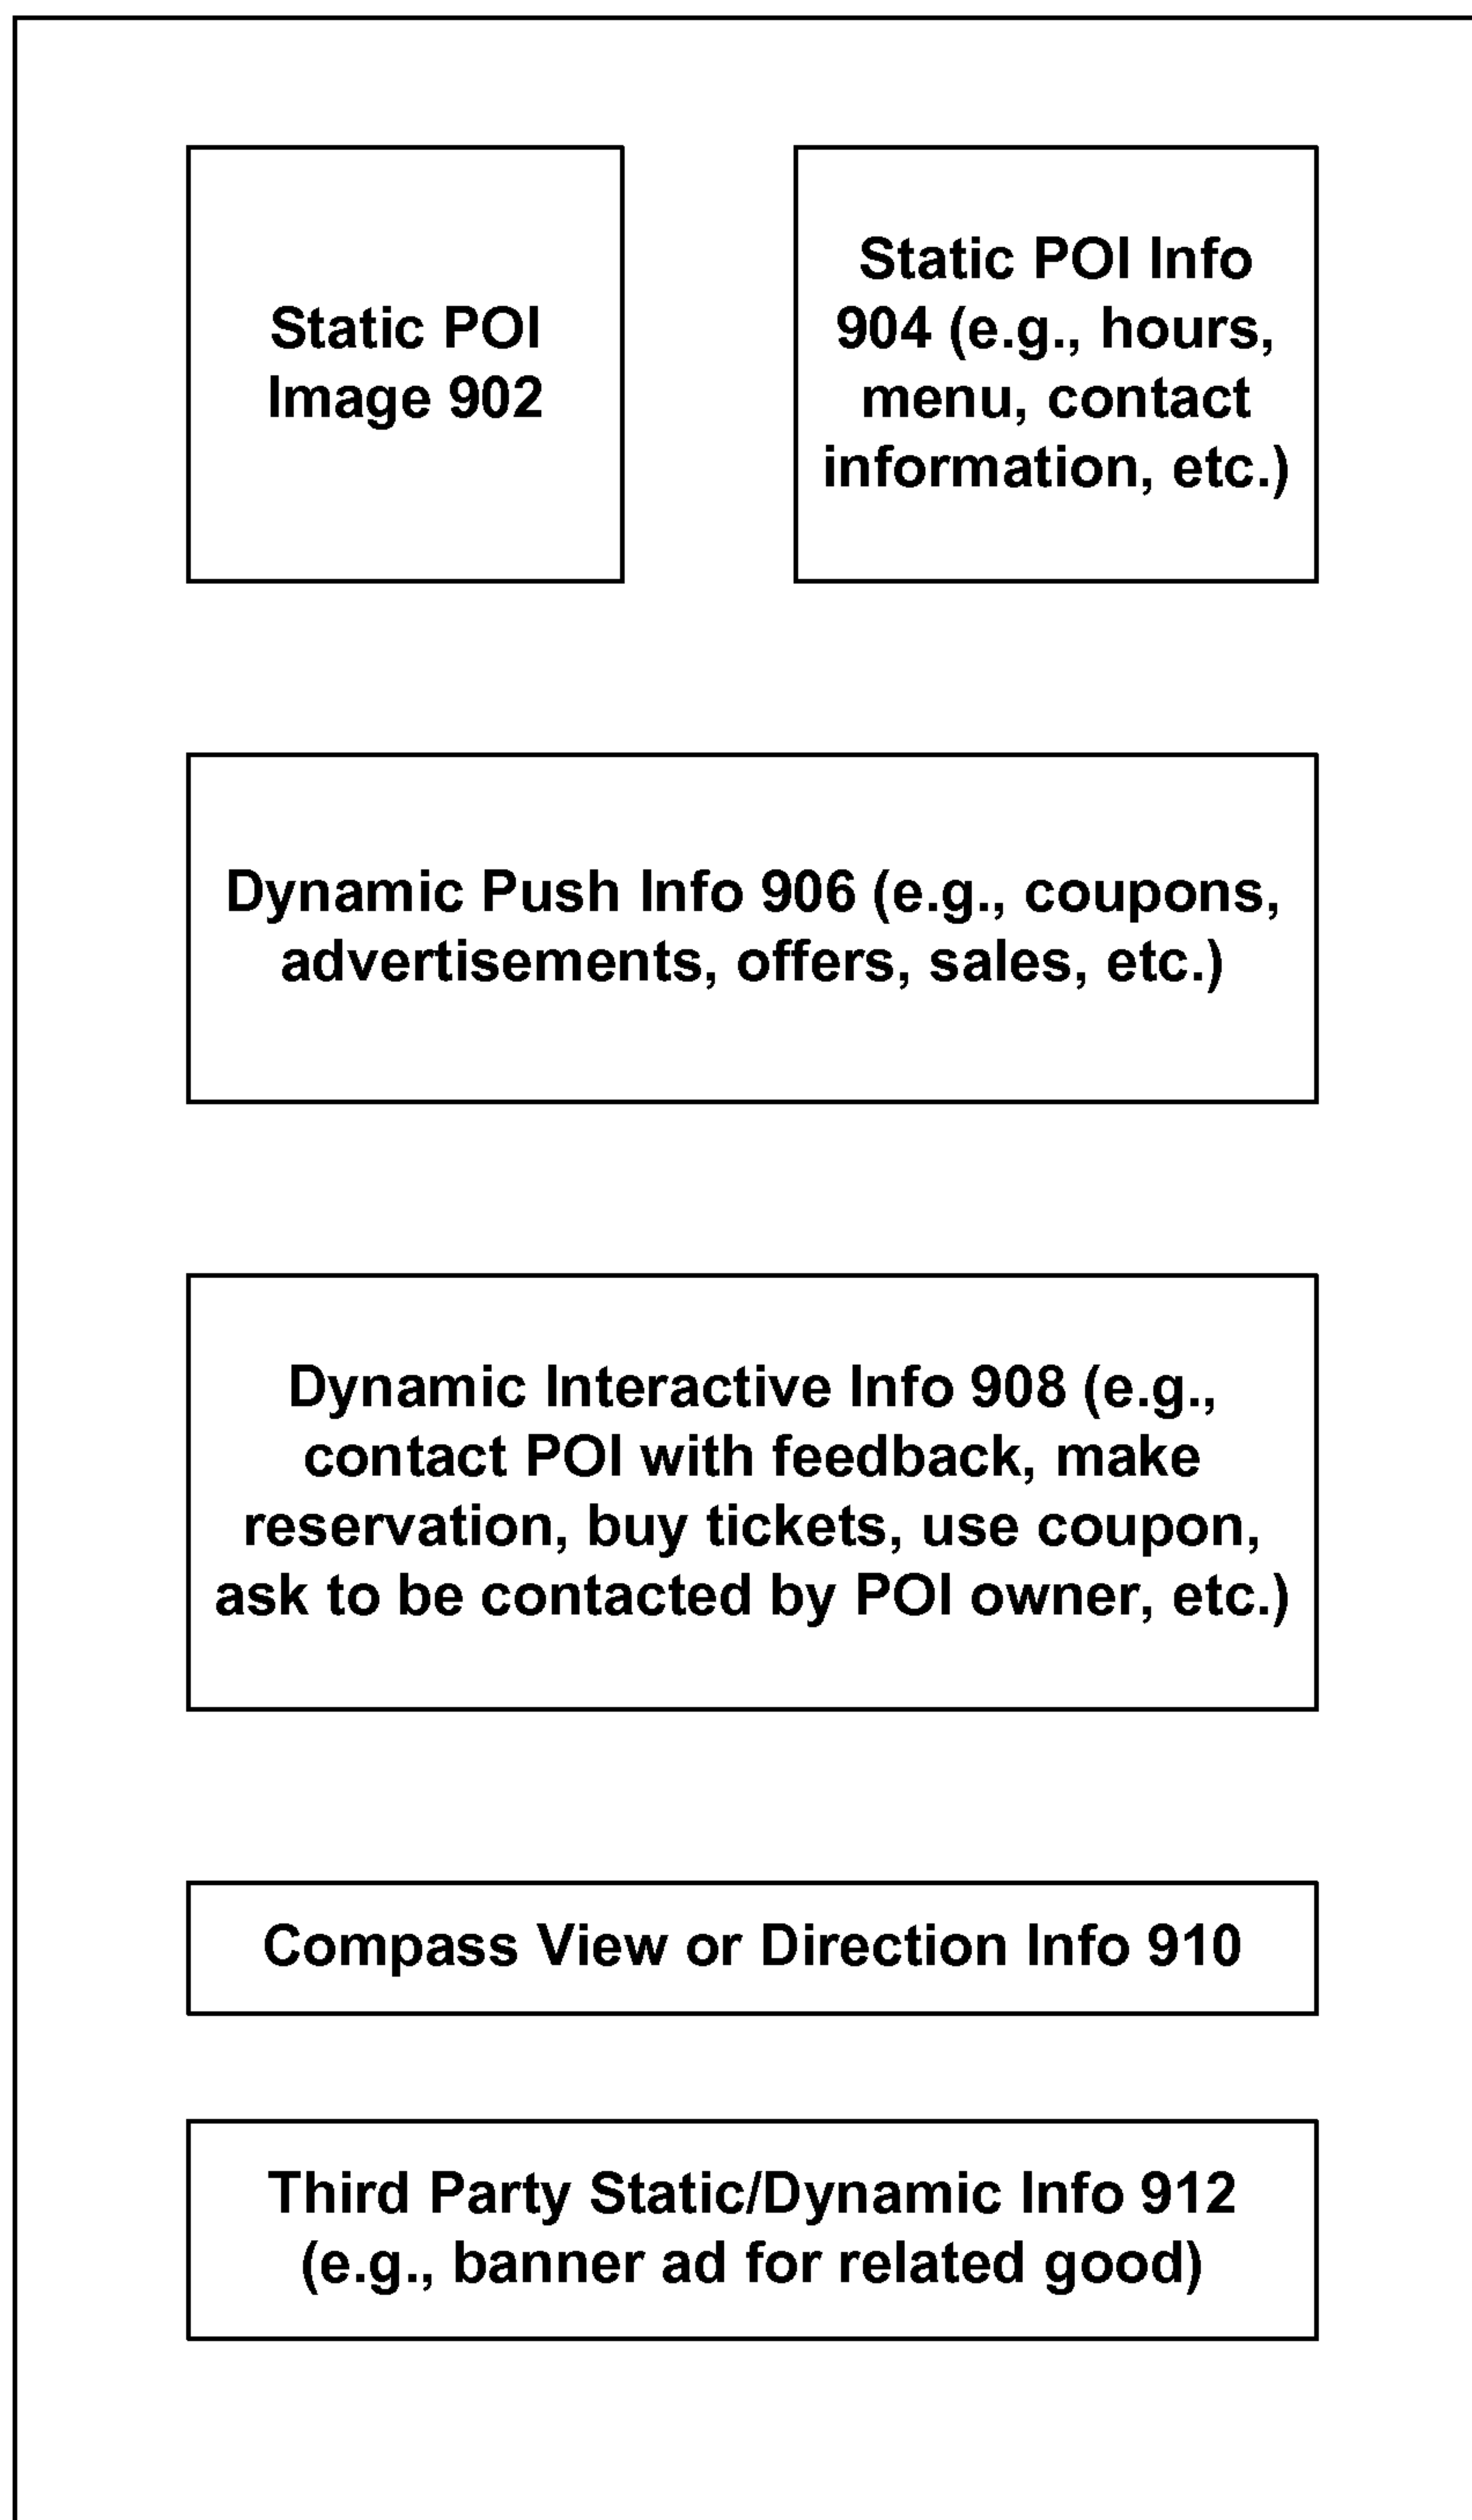 Static POI
Image 902
Static POI Info
904 (e.g., hours,
menu, contact
information, etc.)
Dynamic Push Info 906 (e.g., coupons,
advertisements, offers, sales, etc.)
Dynamic Interactive Info 908 (e.g.,
contact POI with feedback, make
reservation, buy tickets, use coupon,
ask to be contacted by POI owner, etc.)
Compass View or Direction Info 910
Third Party Static/Dynamic Info 912
(e.g., banner ad for related good)